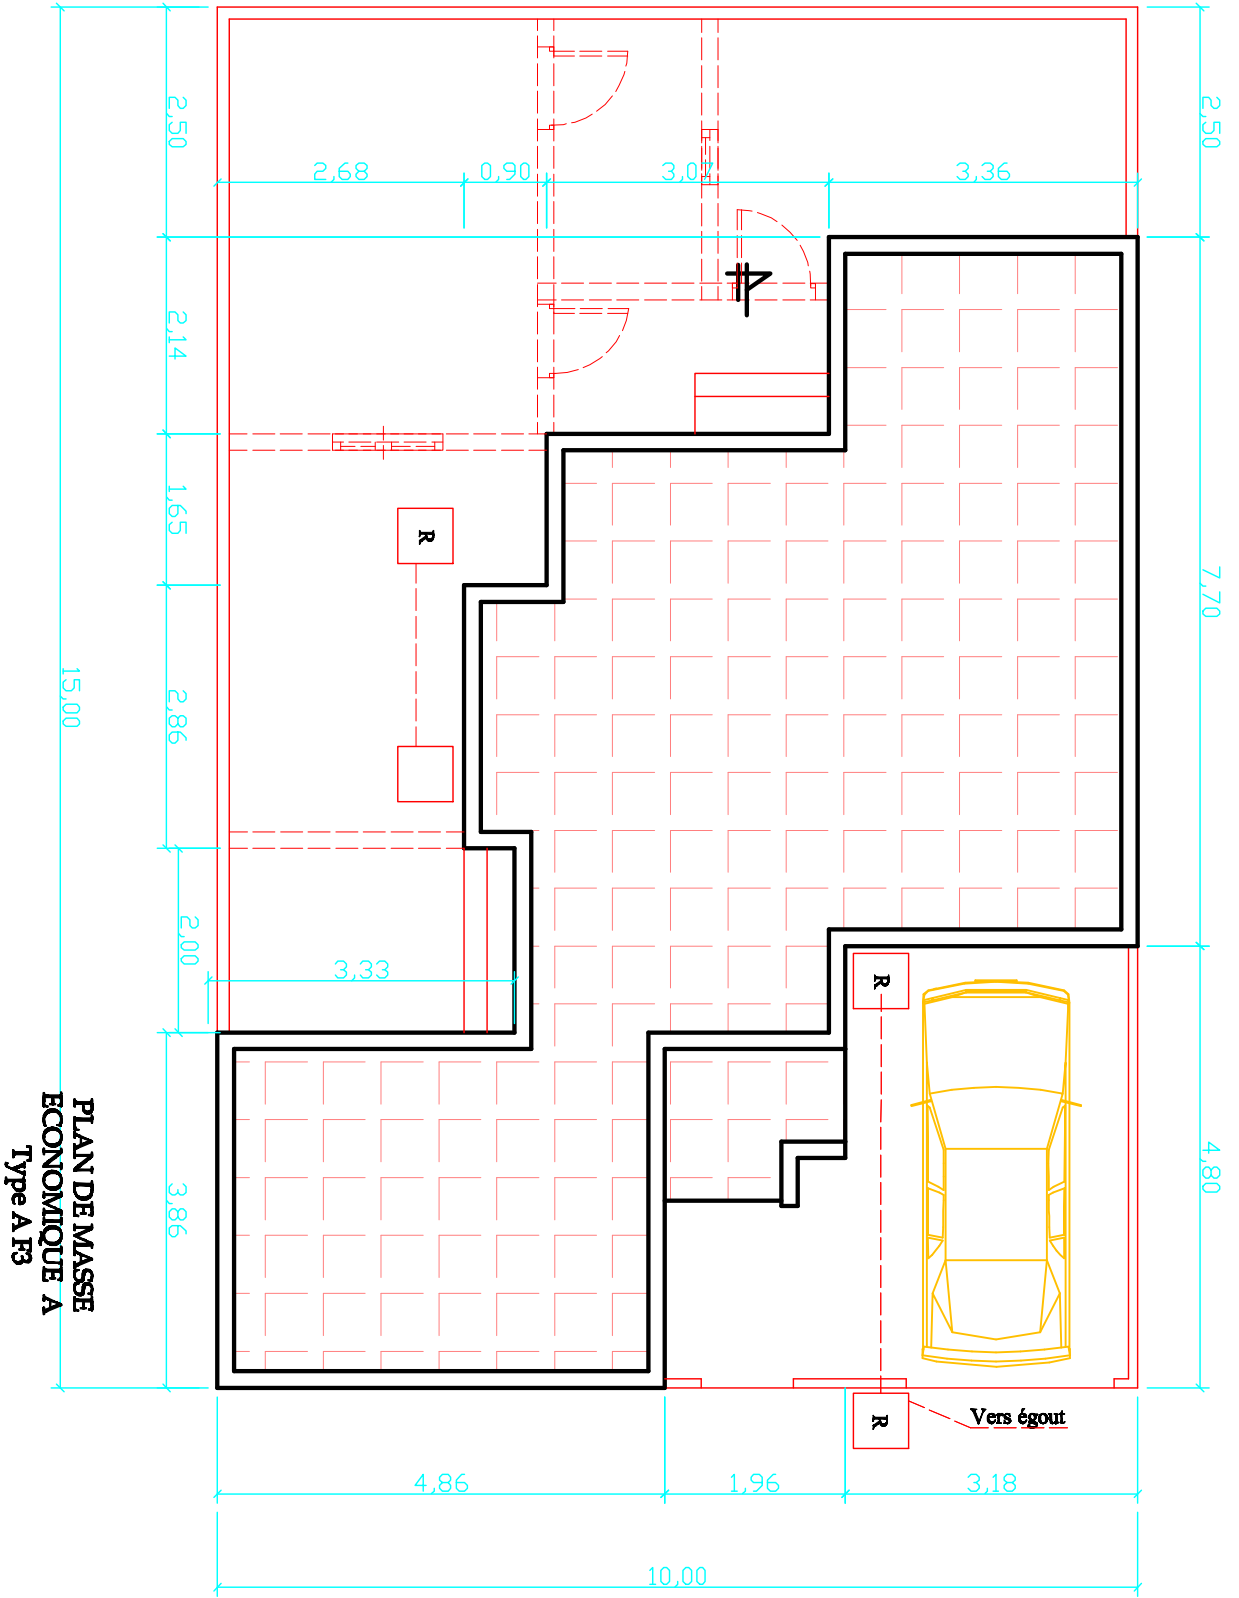 2,50
2,50
2,68
0,90
3,07
3,36
2,14
1,65
R
7,70
2,86
15,00
2,00
3,33
R
4,80
3,86
PLAN DE MASSE
ECONOMIQUE A
Type A F3
R
Vers égout
4,86
1,96
3,18
10,00